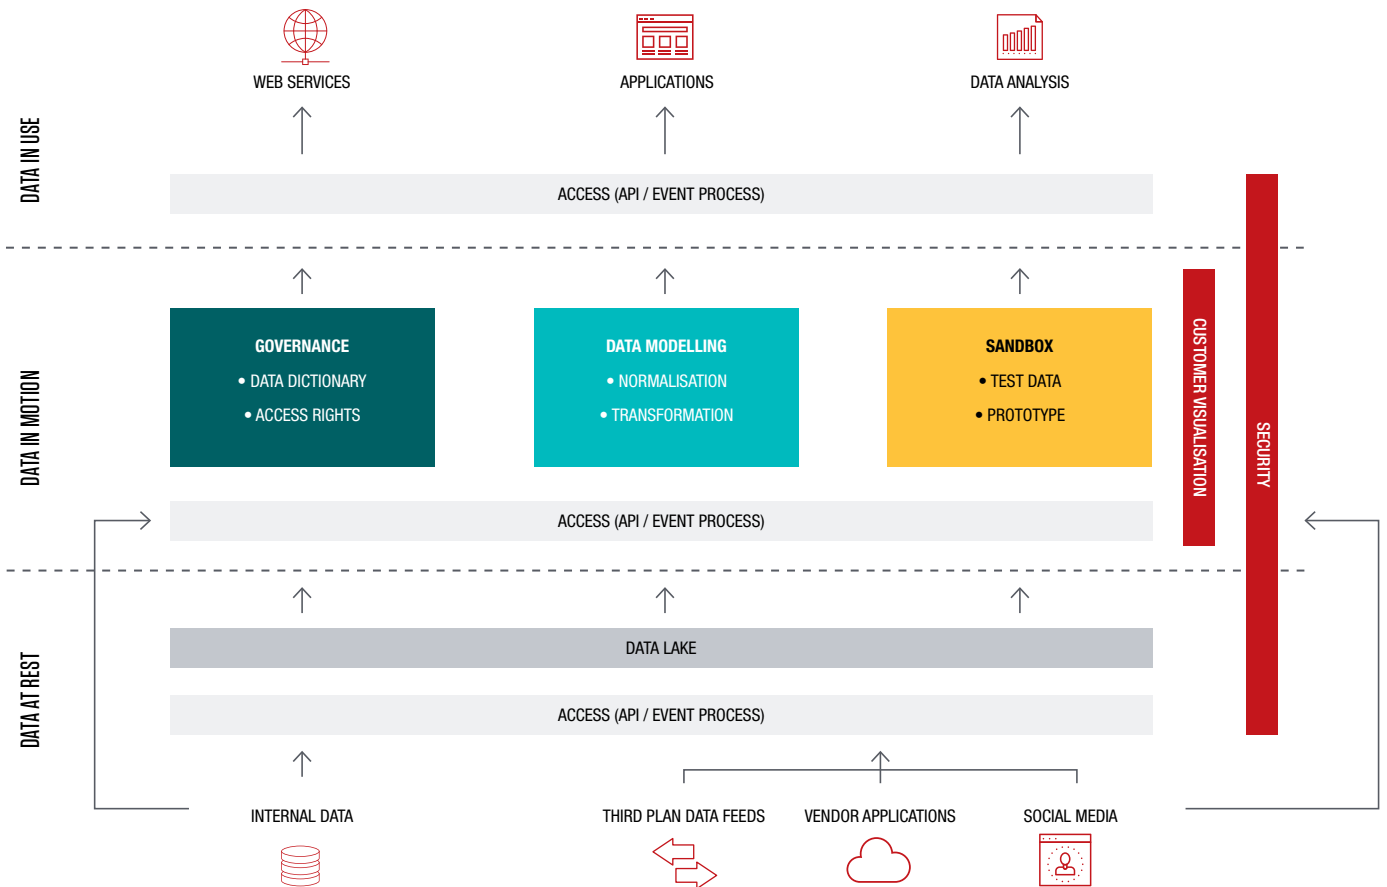 WEB SERVICES
APPLICATIONS
DATA ANALYSIS
DATA IN USE
ACCESS (API / EVENT PROCESS)
DATA IN MOTION
GOVERNANCE
• DATA DICTIONARY
• ACCESS RIGHTS
DATA MODELLING
• NORMALISATION
• TRANSFORMATION
SANDBOX
• TEST DATA
• PROTOTYPE
CUSTOMER VISUALISATION
SECURITY
ACCESS (API / EVENT PROCESS)
DATA AT REST
DATA LAKE
ACCESS (API / EVENT PROCESS)
INTERNAL DATA
THIRD PLAN DATA FEEDS
VENDOR APPLICATIONS
SOCIAL MEDIA